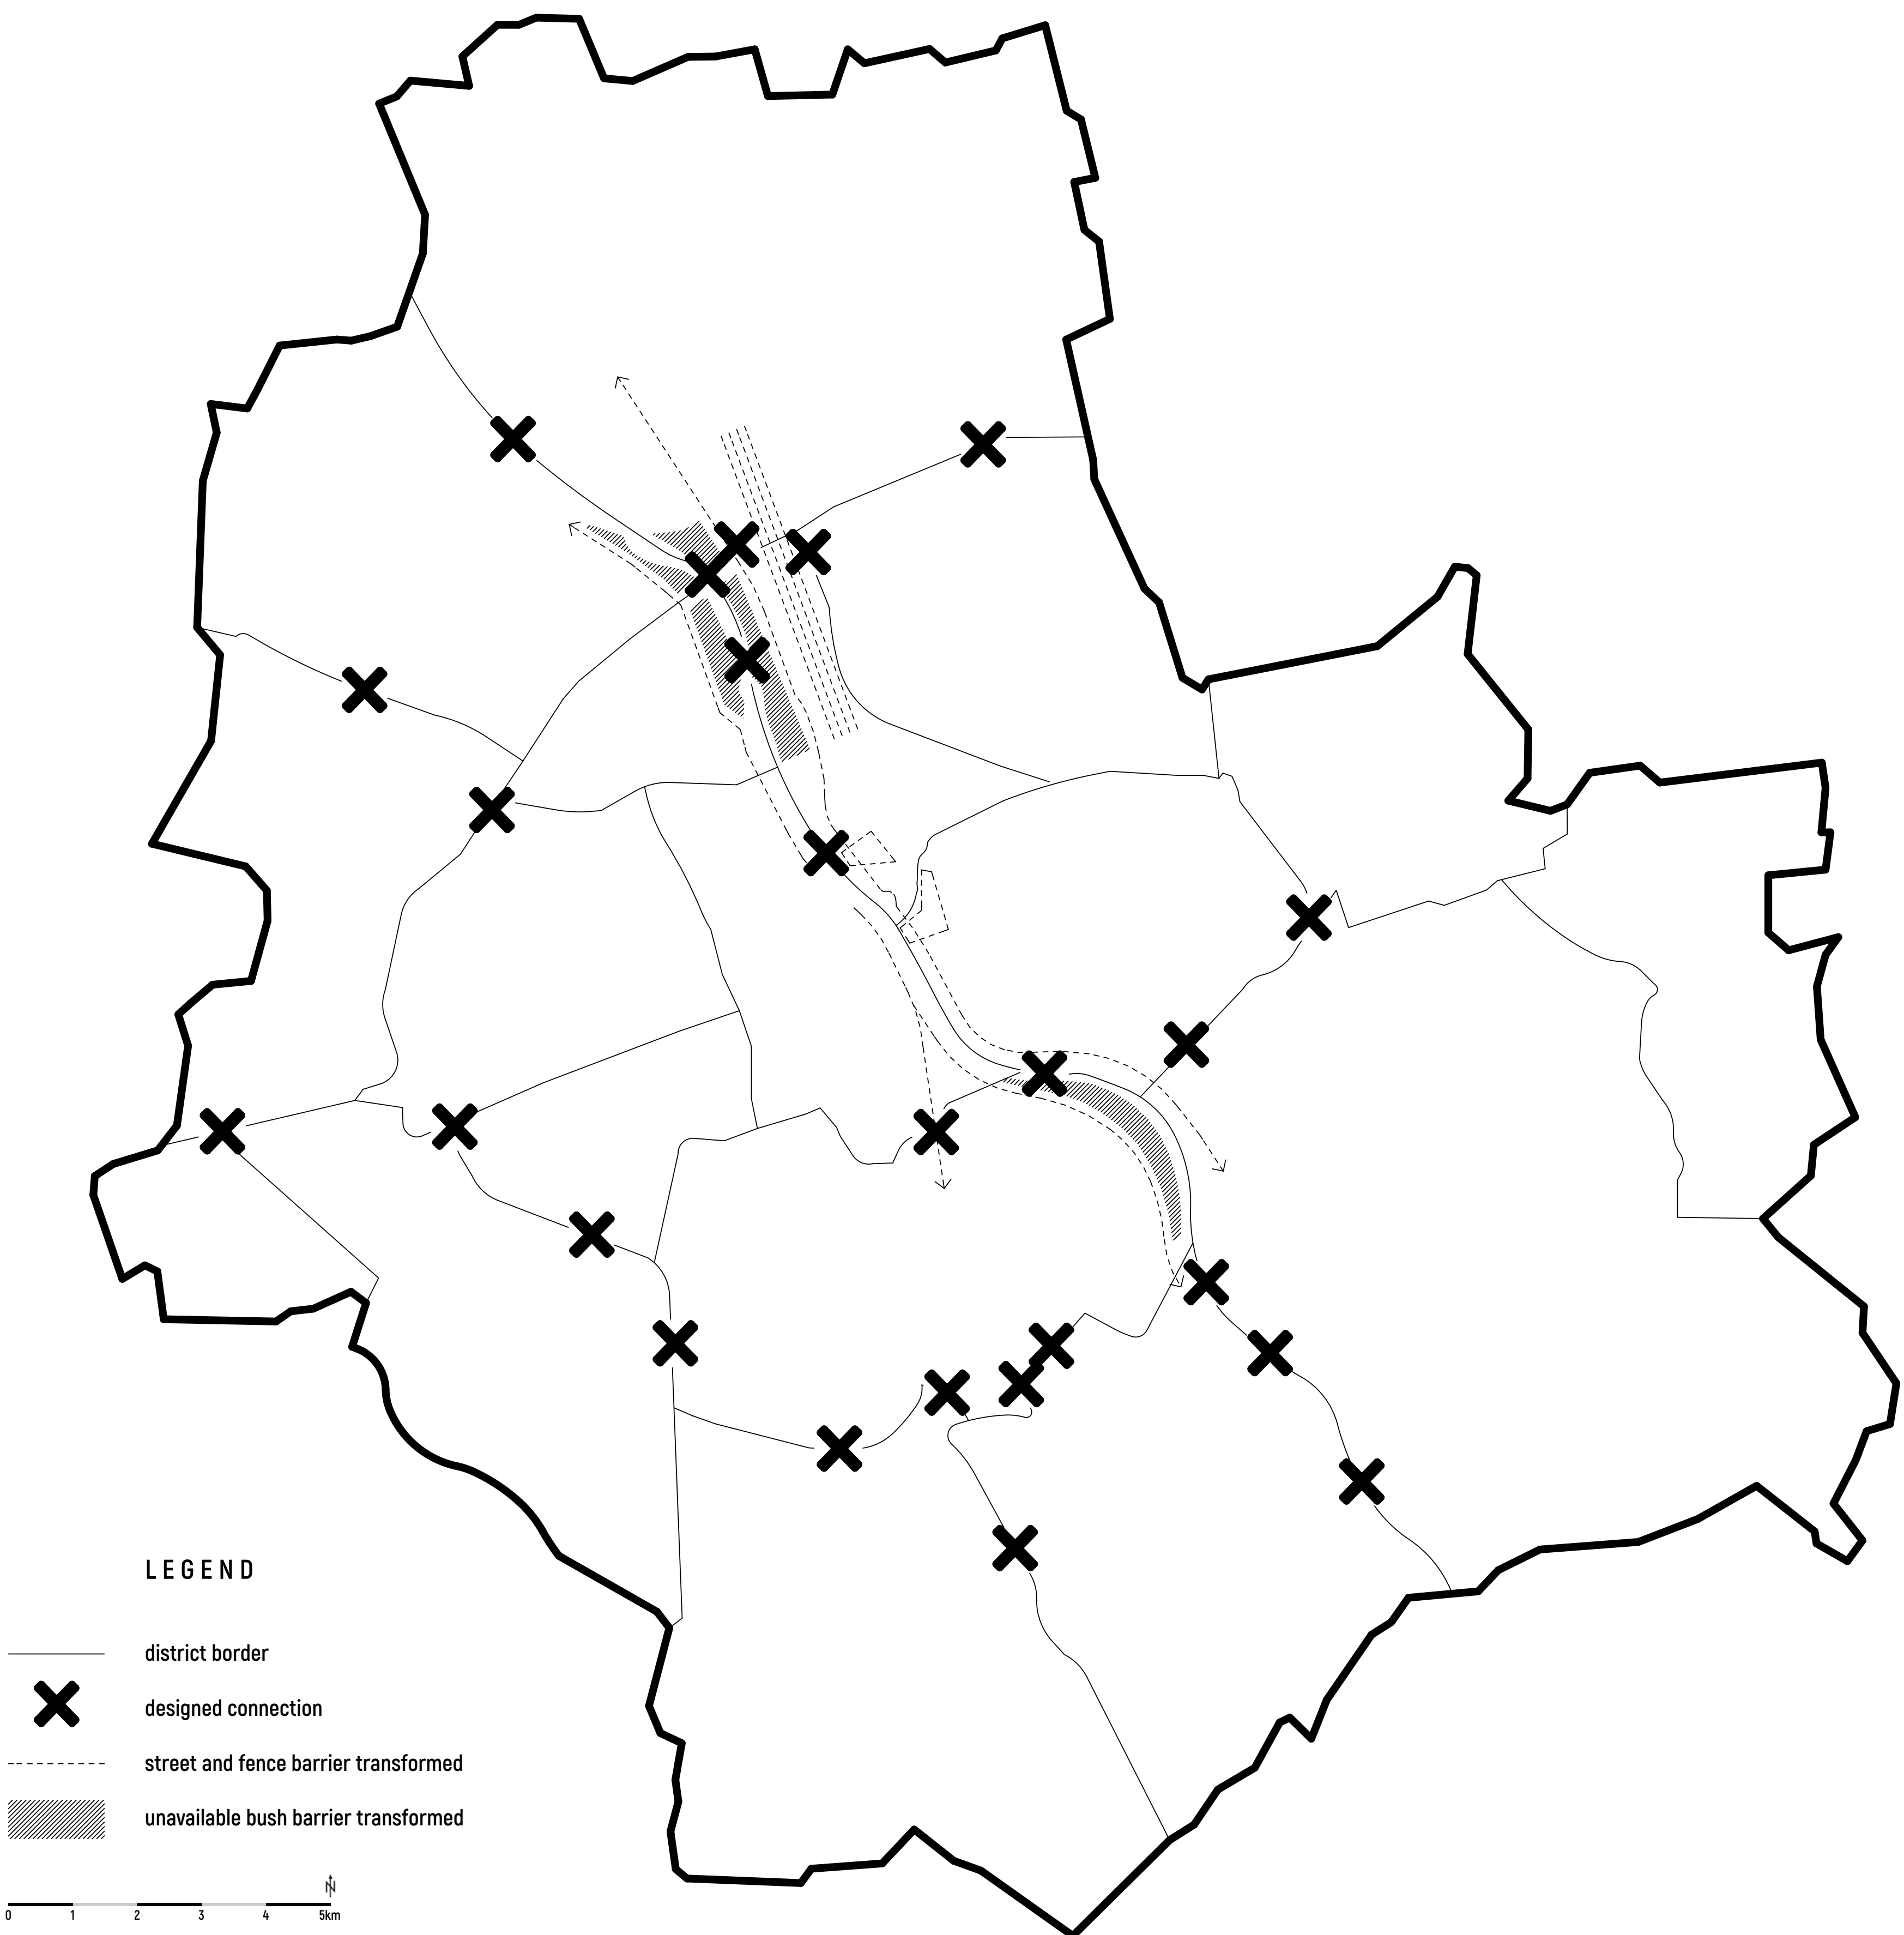 LEGEND
district border
designed connection
street and fence barrier transformed
unavailable bush barrier transformed
N
0 1 2 3 4 5km